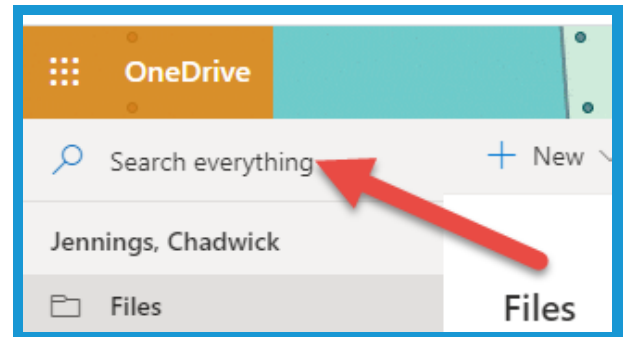 OneDrive
Search everything
New
Jennings, Chadwick
Files
Files